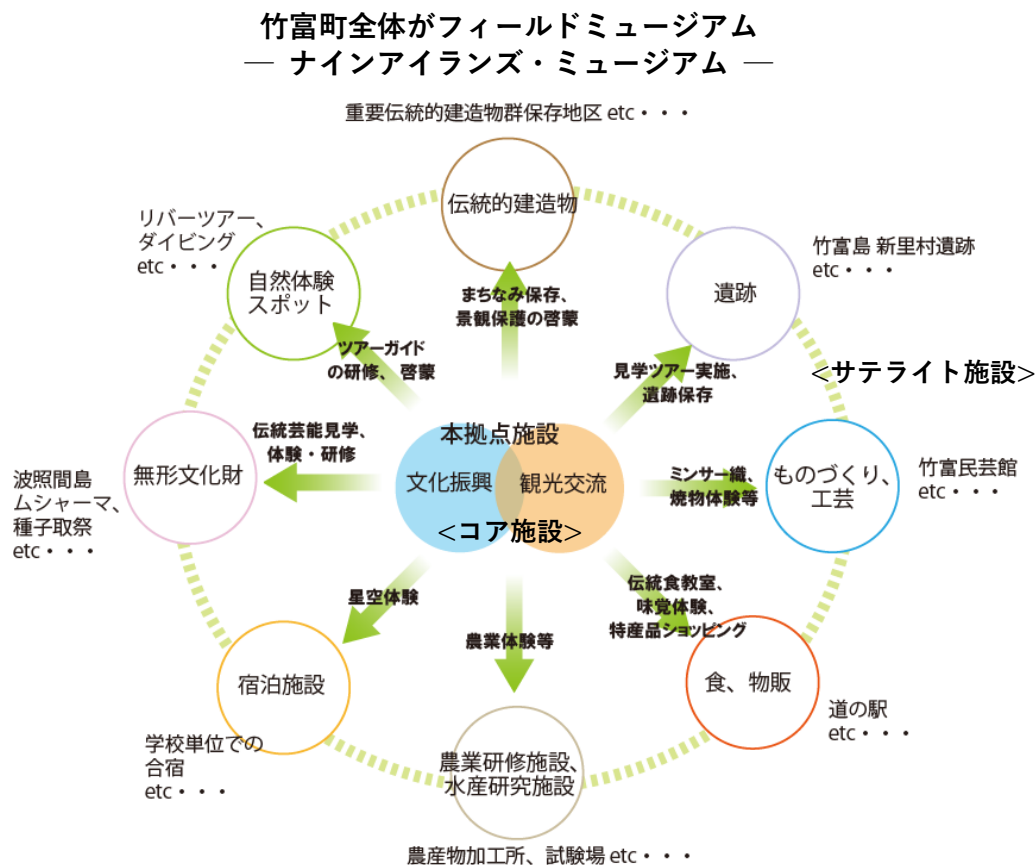 竹富町全体がフィールドミュージアム
― ナインアイランズ・ミュージアム ―
重要伝統的建造物群保存地区 etc・・・
伝統的建造物
まちなみ保存、
景観保護の啓蒙
リバーツアー、
ダイビング
etc・・・
自然体験
スポット
ツアーガイド
の研修、啓蒙
竹富島 新里村遺跡
etc・・・
遺跡
見学ツアー実施、
遺跡保存
<サテライト施設>
伝統芸能見学、
体験・研修
無形文化財
波照間島
ムシャーマ、
種子取祭
etc・・・
本拠点施設
文化振興
観光交流
<コア施設>
ミンサー織、
焼物体験等
ものづくり、
工芸
竹富民芸館
etc・・・
星空体験
宿泊施設
学校単位での
合宿
etc・・・
農業体験等
農業研修施設、
水産研究施設
農産物加工所、試験場 etc・・・
伝統食教室、
味覚体験、
特産品ショッピング
食、物販
道の駅
etc・・・